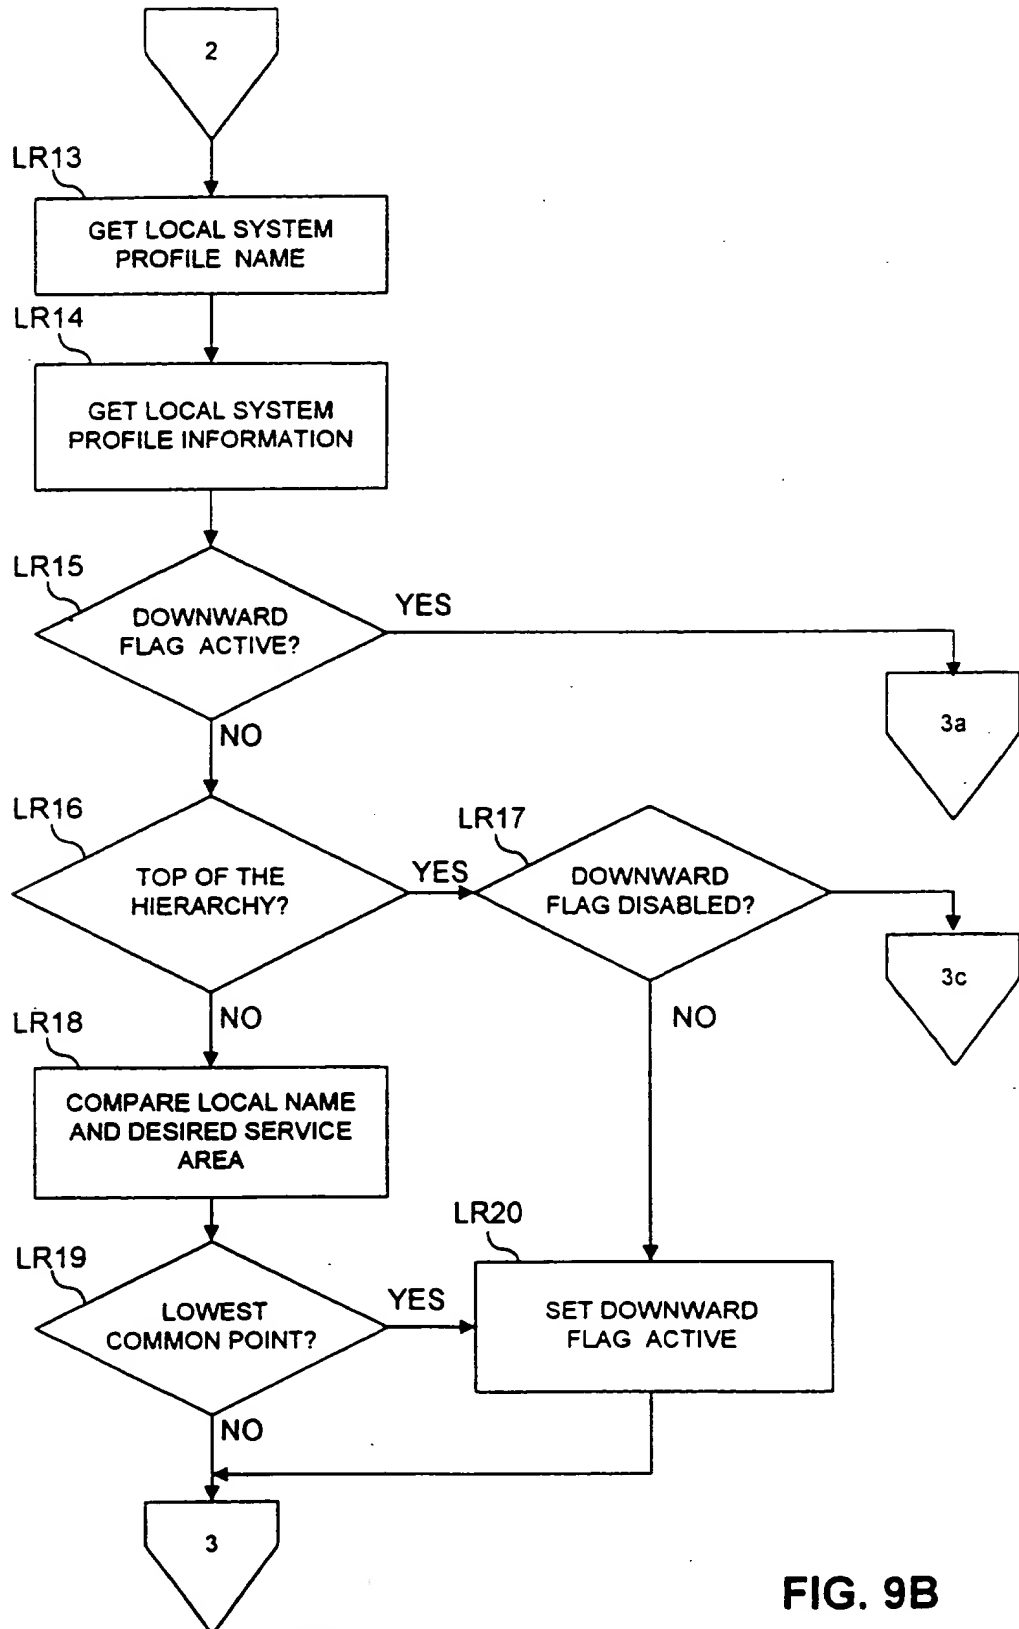 2
LR13
GET LOCAL SYSTEM
PROFILE NAME
LR14
GET LOCAL SYSTEM
PROFILE INFORMATION
LR15
DOWNWARD
FLAG ACTIVE?
YES
3a
NO
LR16
TOP OF THE
HIERARCHY?
YES
LR17
DOWNWARD
FLAG DISABLED?
3c
NO
NO
LR18
COMPARE LOCAL NAME
AND DESIRED SERVICE
AREA
LR19
LOWEST
COMMON POINT?
YES
LR20
SET DOWNWARD
FLAG ACTIVE
NO
3
FIG. 9B